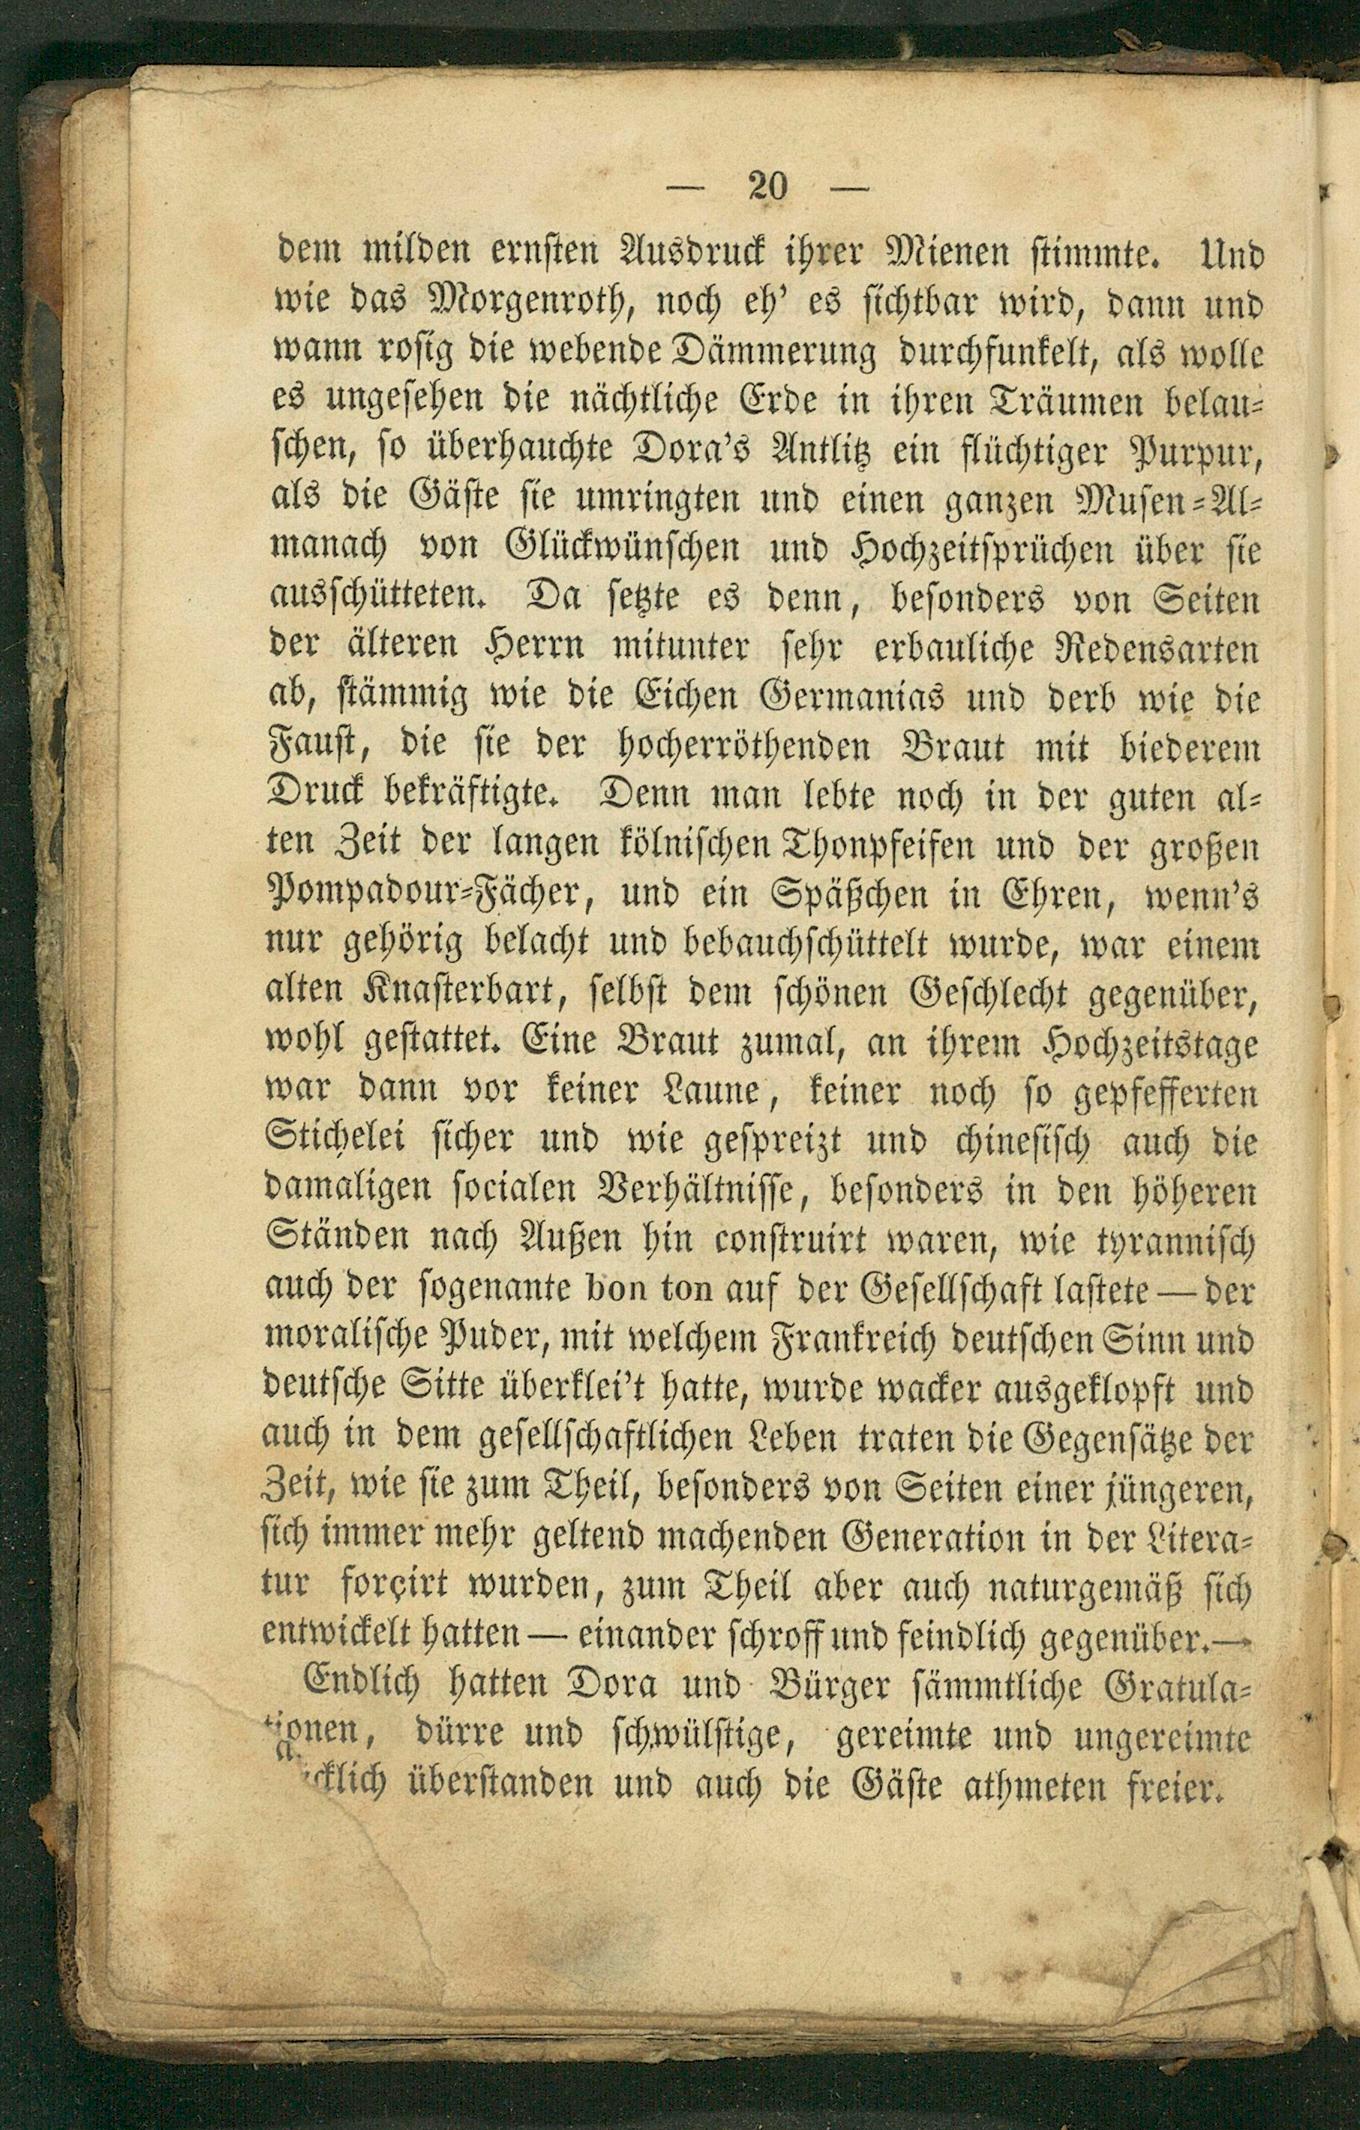 — 20 —
dem milden ernsten Ausdruck ihrer Mienen stimmte. Und
wie das Morgenroth, noch eh' es sichtbar wird, dann und
wann rosig die webende Dämmerung durchfunkelt, als wolle
es ungesehen die nächtliche Erde in ihren Träumen belau-
schen, so überhauchte Dora's Antlitz ein flüchtiger Purpur,
als die Gäste sie umringten und einen ganzen Musen-Al-
manach von Glückwünschen und Hochzeitsprüchen über sie
ausschütteten. Da setzte es denn, besonders von Seiten
der älteren Herrn mitunter sehr erbauliche Redensarten
ab, stämmig wie die Eichen Germanias und derb wie die
Faust, die sie der hocherröthenden Braut mit biederem
Druck bekräftigte. Denn man lebte noch in der guten al-
ten Zeit der langen kölnischen Thonpfeifen und der großen
Pompadour-Fächer, und ein Späßchen in Ehren, wenn's
nur gehörig belacht und bebauchschüttelt wurde, war einem
alten Knasterbart, selbst dem schönen Geschlecht gegenüber,
wohl gestattet. Eine Braut zumal, an ihrem Hochzeitstage
war dann vor keiner Laune, keiner noch so gepfefferten
Stichelei sicher und wie gespreizt und chinesisch auch die
damaligen socialen Verhältnisse, besonders in den höheren
Ständen nach Außen hin construirt waren, wie tyrannisch
auch der sogenante bon ton auf der Gesellschaft lastete — der
moralische Puder, mit welchem Frankreich deutschen Sinn und
deutsche Sitte überklei't hatte, wurde wacker ausgeklopft und
auch in dem gesellschaftlichen Leben traten die Gegensätze der
Zeit, wie sie zum Theil, besonders von Seiten einer jüngeren,
sich immer mehr geltend machenden Generation in der Litera-
tur forçirt wurden, zum Theil aber auch naturgemäß sich
entwickelt hatten — einander schroff und feindlich gegenüber. —
Endlich hatten Dora und Bürger sämmtliche Gratula-
tionen, dürre und schwülstige, gereimte und ungereimte
überstanden und auch die Gäste athmeten freier.